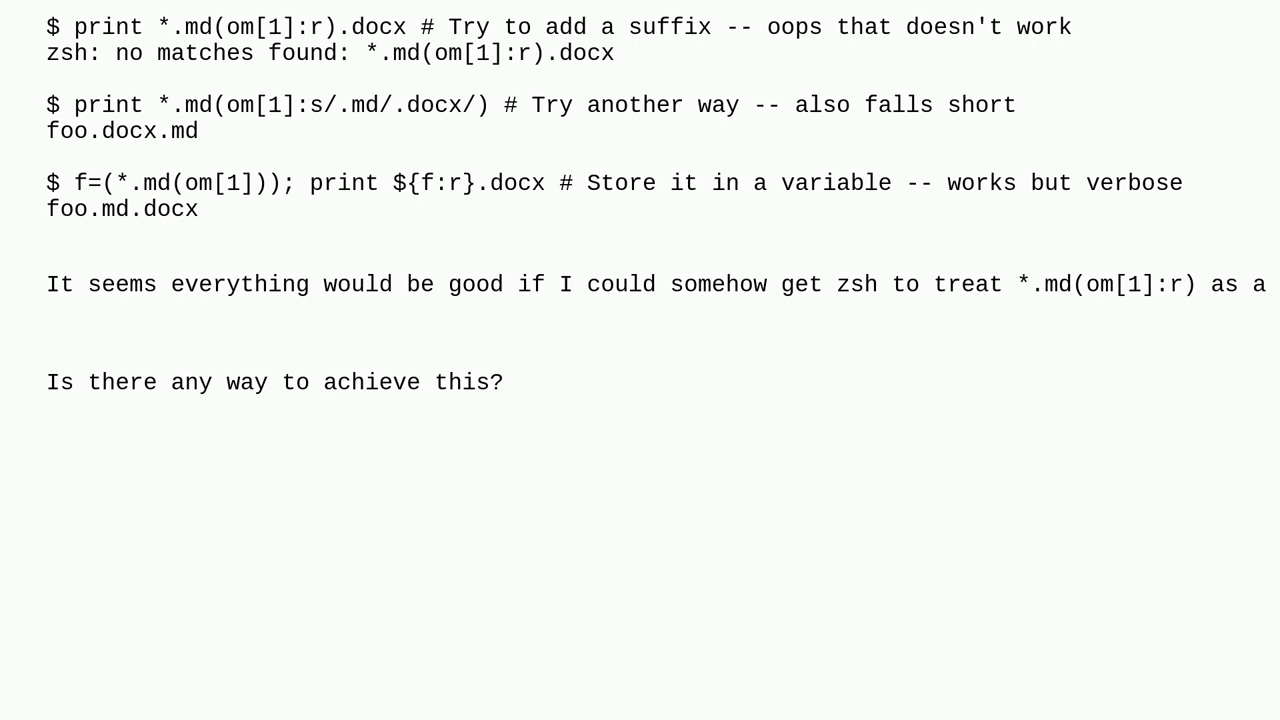 $ print *.md(om[1]:r).docx # Try to add a suffix -- oops that doesn't work
zsh: no matches found: *.md(om[1]:r).docx
$ print *.md(om[1]:s/.md/.docx/) # Try another way -- also falls short
foo.docx.md
$ f=(*.md(om[1])); print ${f:r}.docx # Store it in a variable -- works but verbose
foo.md.docx
It seems everything would be good if I could somehow get zsh to treat *.md(om[1]:r) as a
Is there any way to achieve this?